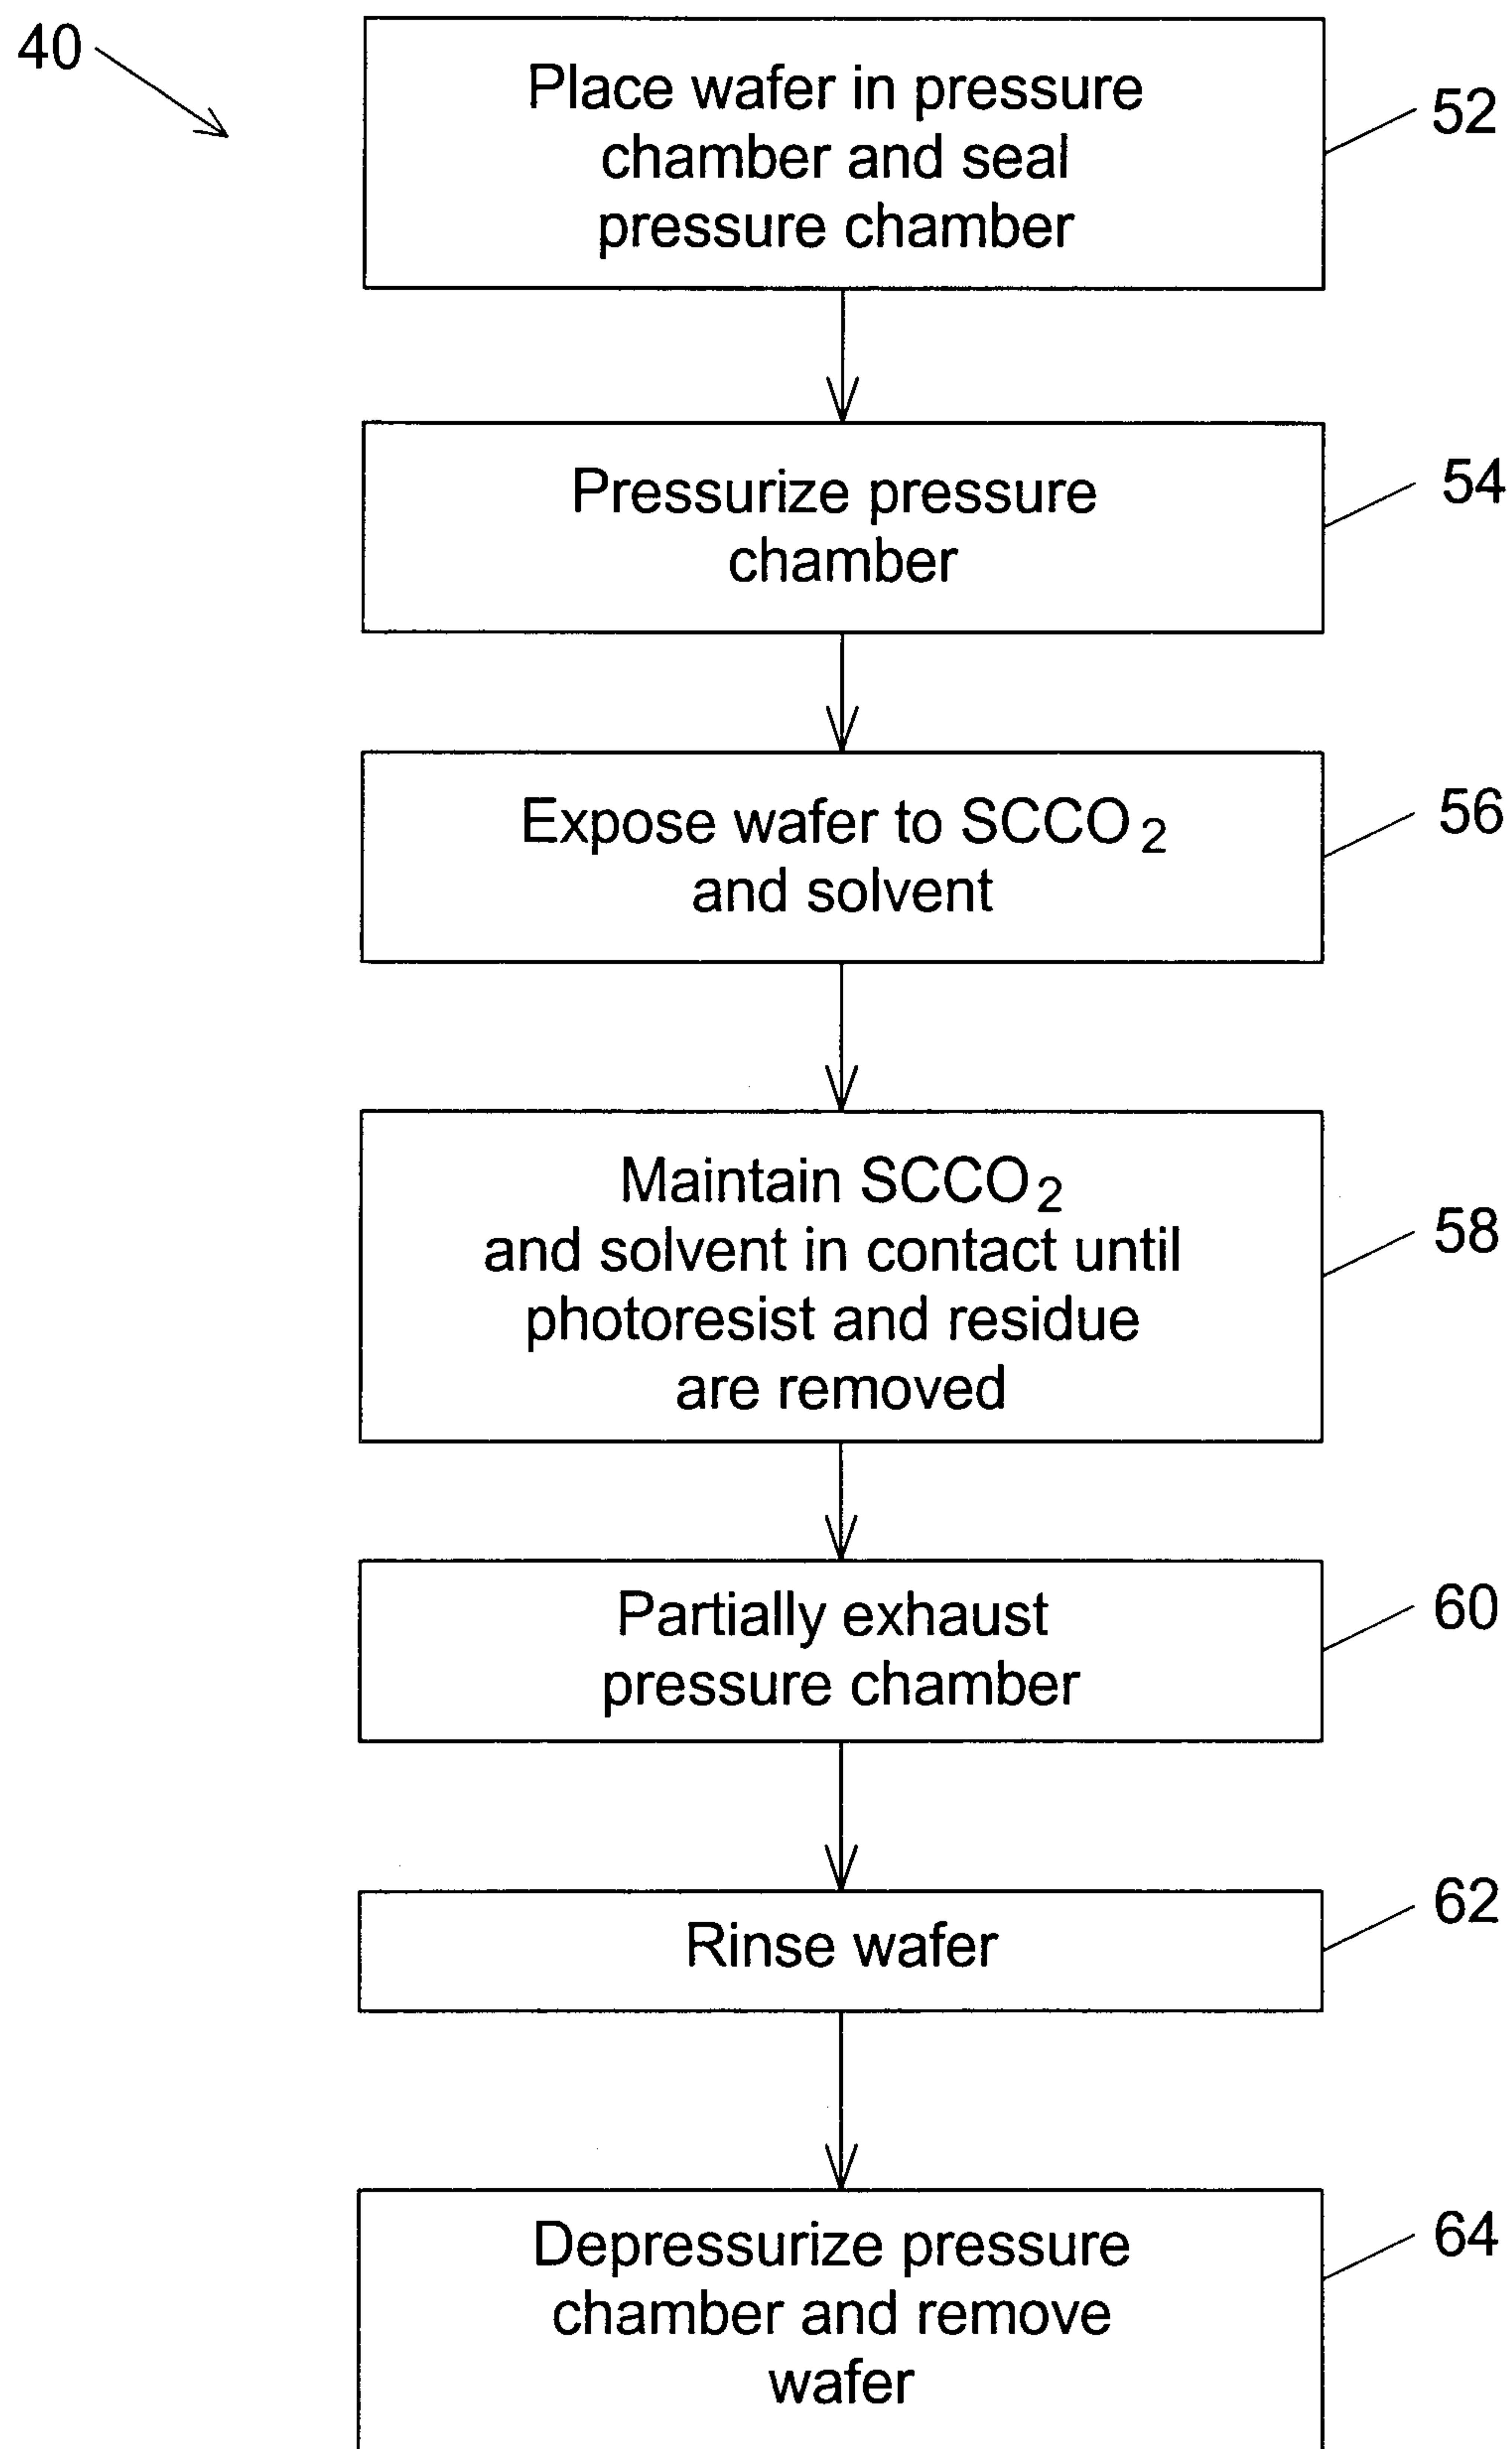 40
Place wafer in pressure
chamber and seal
pressure chamber
52
Pressurize pressure
chamber
54
Expose wafer to SCCO2
and solvent
56
Maintain SCCO2
and solvent in contact until
photoresist and residue
are removed
58
Partially exhaust
pressure chamber
60
Rinse wafer
62
Depressurize pressure
chamber and remove
wafer
64